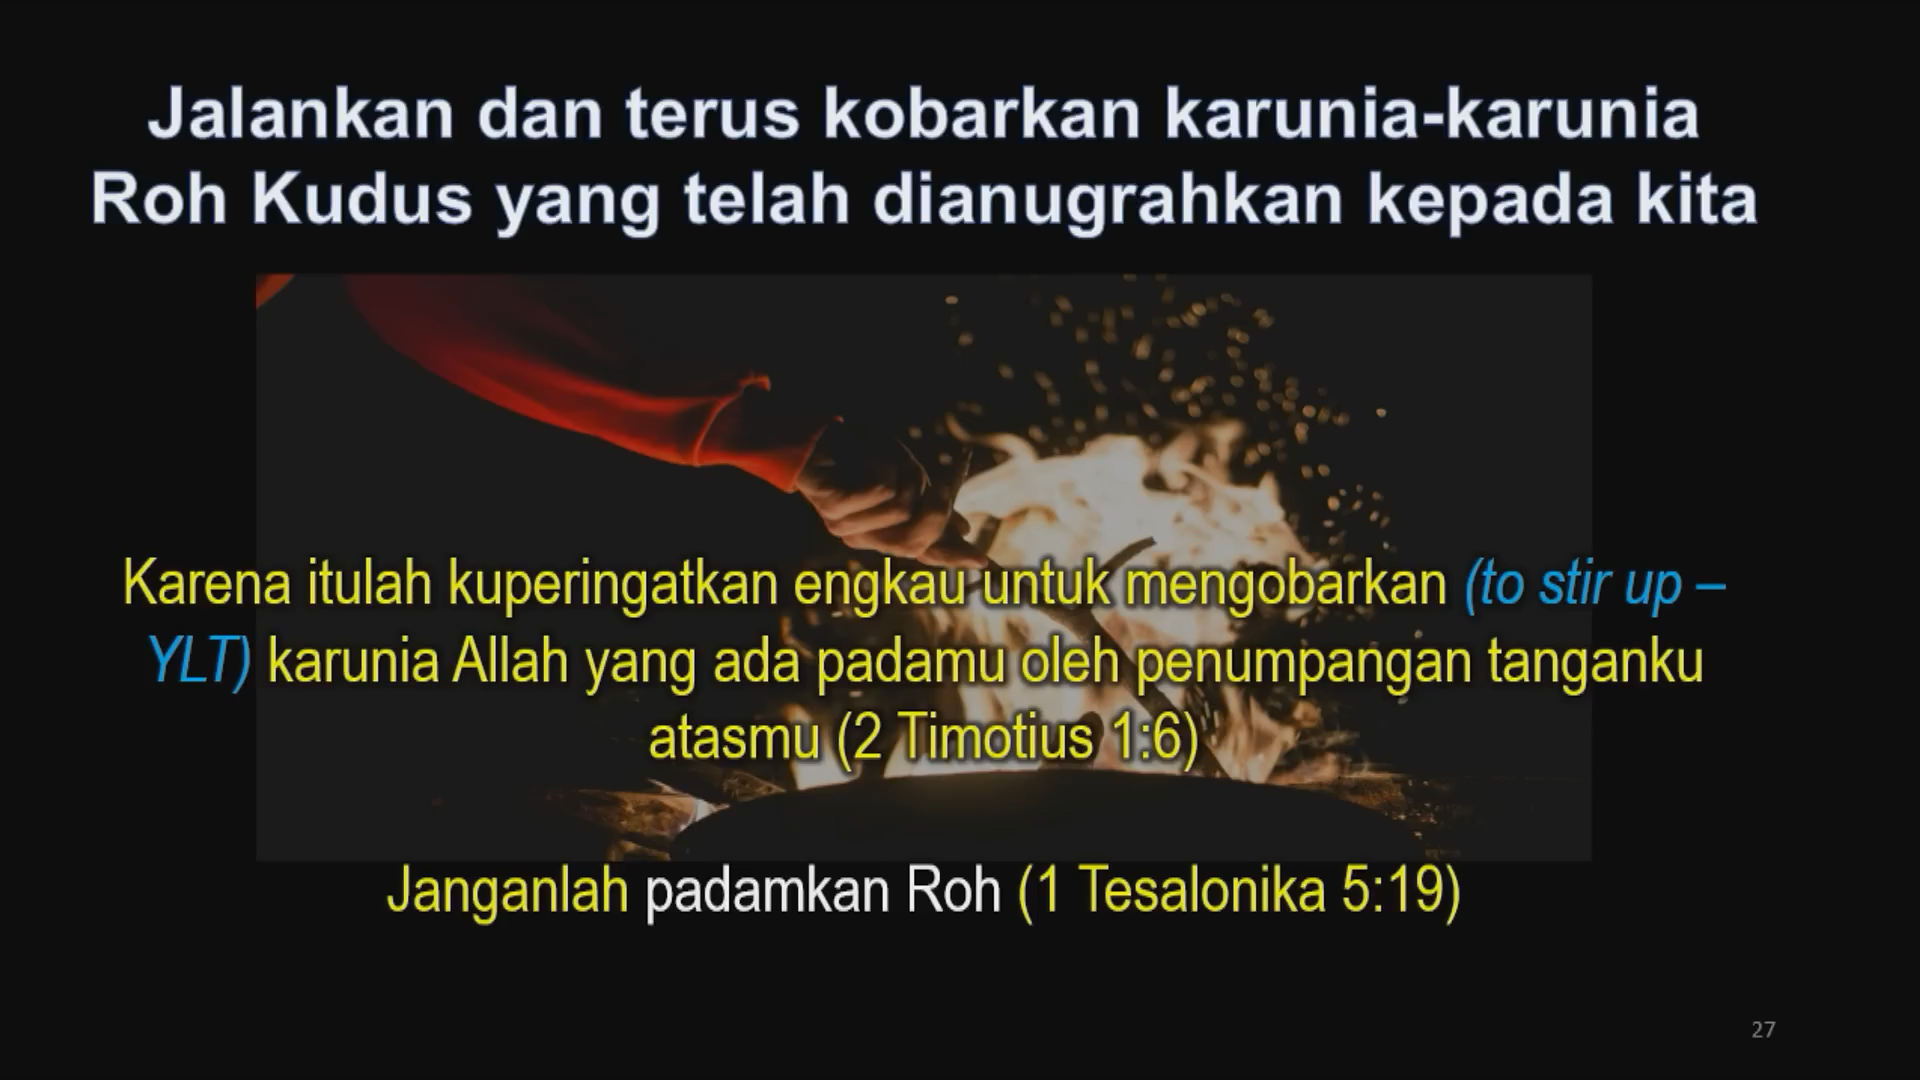 Jalankan dan terus kobarkan karunia-karunia
Roh Kudus yang telah dianugrahkan kepada kita
Karena itulah kuperingatkan engkau untuk mengobarkan (to stir up –
YLT) karunia Allah yang ada padamu oleh penumpangan tanganku
atasmu (2 Timotius 1:6)
Janganlah padamkan Roh (1 Tesalonika 5:19)
27